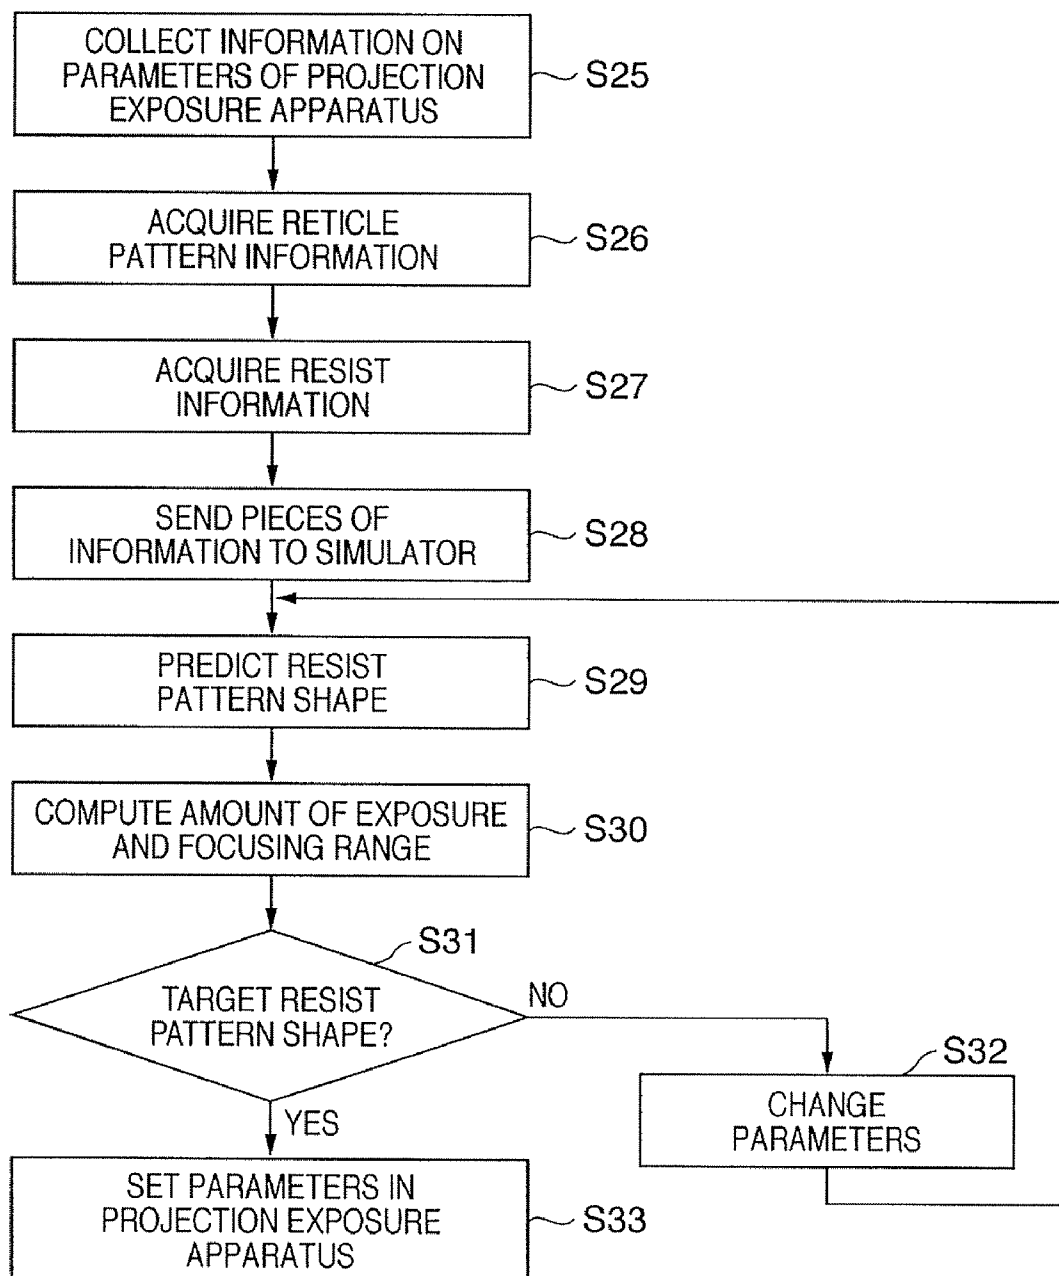 COLLECT INFORMATION ON
PARAMETERS OF PROJECTION
EXPOSURE APPARATUS
S25
ACQUIRE RETICLE
PATTERN INFORMATION
S26
ACQUIRE RESIST
INFORMATION
S27
SEND PIECES OF
INFORMATION TO SIMULATOR
S28
PREDICT RESIST
PATTERN SHAPE
S29
COMPUTE AMOUNT OF EXPOSURE
AND FOCUSING RANGE
S30
S31
TARGET RESIST
PATTERN SHAPE?
NO
S32
CHANGE
PARAMETERS
YES
SET PARAMETERS IN
PROJECTION EXPOSURE
APPARATUS
S33